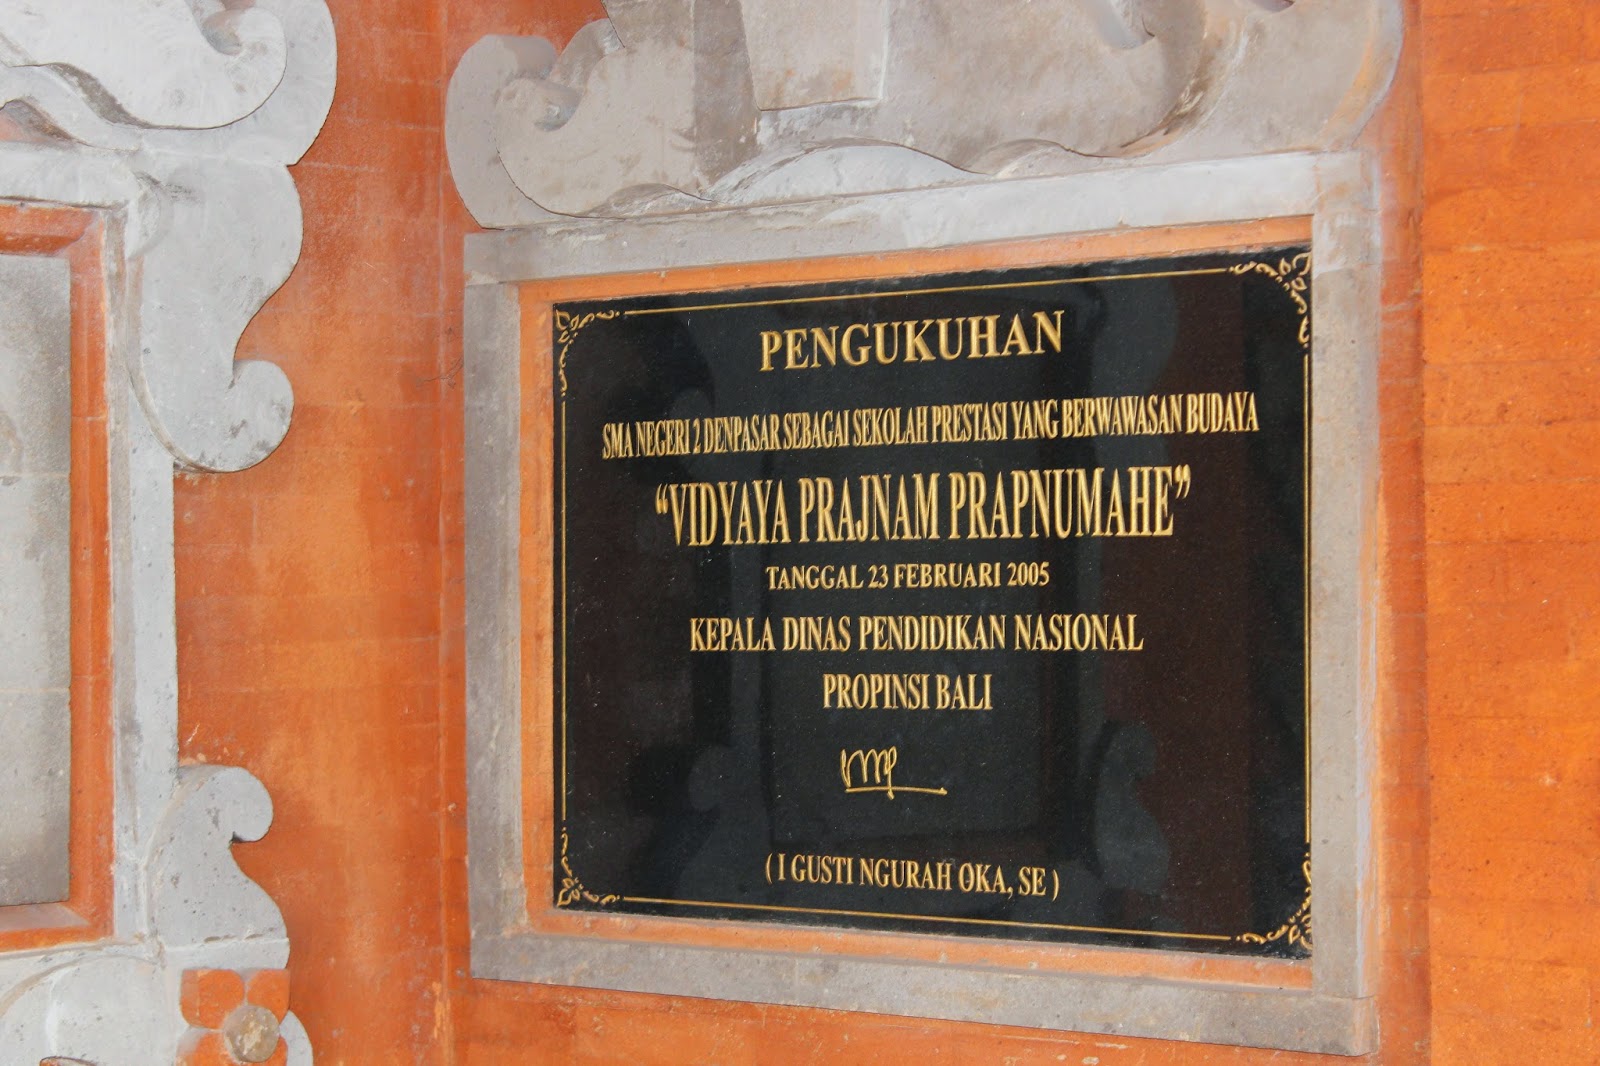 PENGUKUHAN
SMA NEGERI 2 DENPASAR SEBAGAI SEKOLAH PRESTASI YANG BERWAWASAN BUDAYA
“VIDYAYA PRAJNAM PRAPNUMAHE”
TANGGAL 23 FEBRUARI 2005
KEPALA DINAS PENDIDIKAN NASIONAL
PROPINSI BALI
( I GUSTI NGURAH OKA, SE )